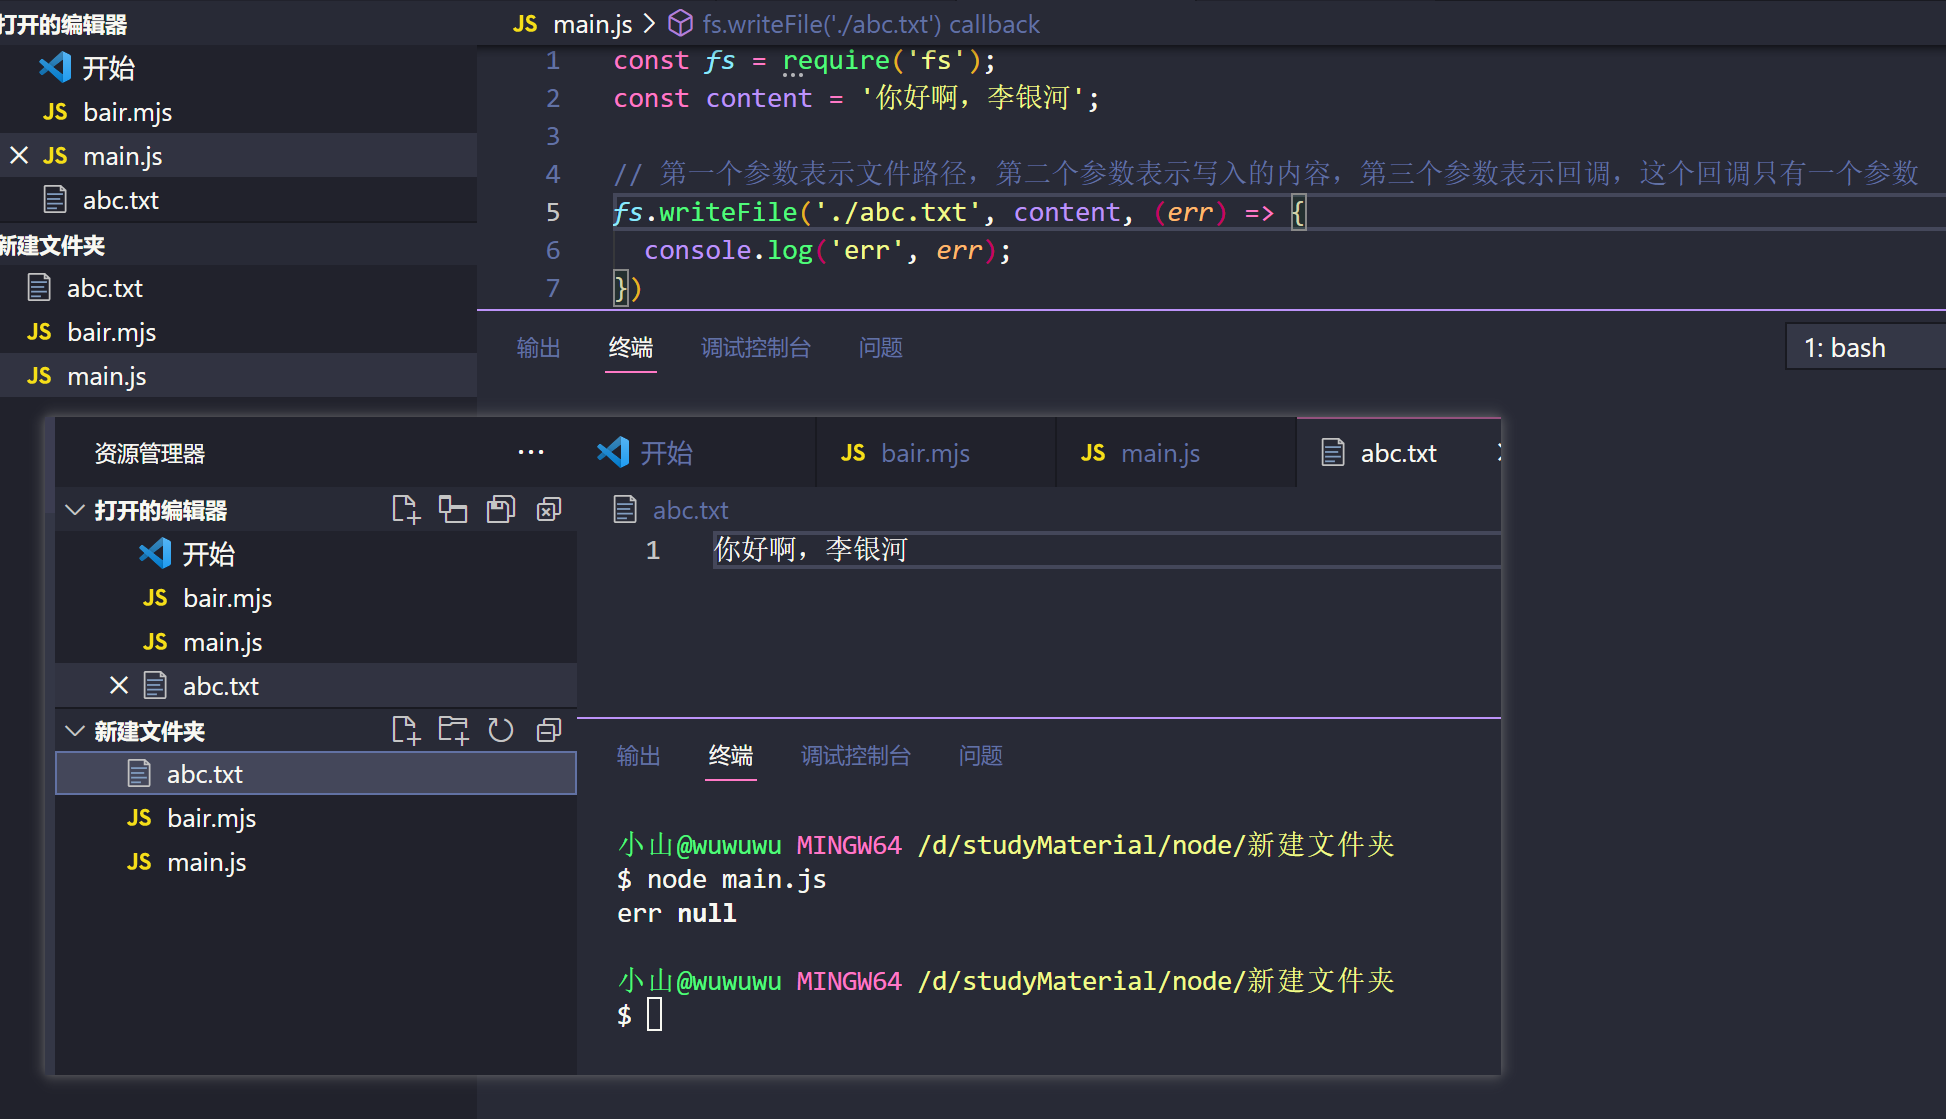 打开的编辑器
开始
JS bair.mjs
JS main.js
abc.txt
新建文件夹
abc.txt
JS bair.mjs
JS main.js
JS main.js > fs.writeFile('./abc.txt') callback
1 const fs = require('fs');
2 const content = '你好啊，李银河';
3
4 // 第一个参数表示文件路径，第二个参数表示写入的内容，第三个参数表示回调，这个回调只有一个参数
5 fs.writeFile('./abc.txt', content, (err) => {
6 console.log('err', err);
7 })
输出 终端 调试控制台 问题 1: bash
资源管理器 ···
打开的编辑器
开始
JS bair.mjs
JS main.js
abc.txt
新建文件夹
abc.txt
JS bair.mjs
JS main.js
开始 JS bair.mjs JS main.js abc.txt
abc.txt
1 你好啊，李银河
输出 终端 调试控制台 问题
小山@wuwuwu MINGW64 /d/studyMaterial/node/新建文件夹
$ node main.js
err null
小山@wuwuwu MINGW64 /d/studyMaterial/node/新建文件夹
$